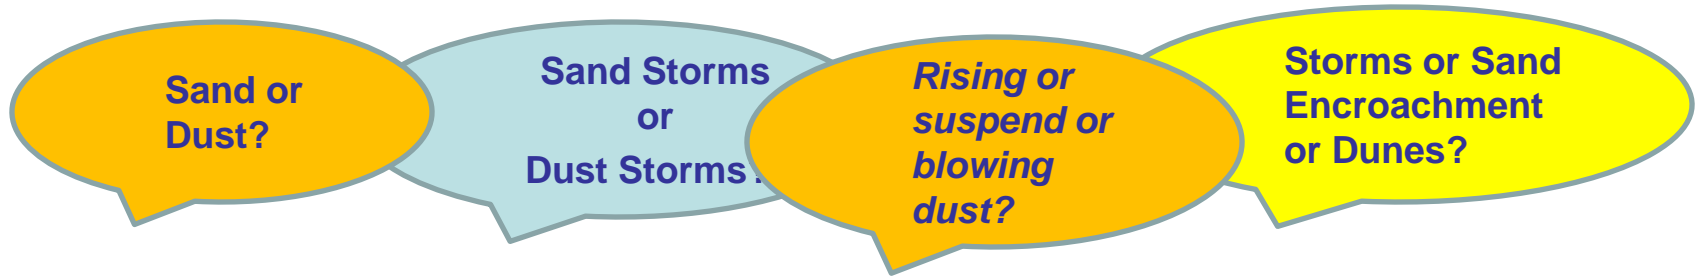 Sand or
Dust?
Sand Storms
or
Dust Storms?
Rising or
suspend or
blowing
dust?
Storms or Sand
Encroachment
or Dunes?